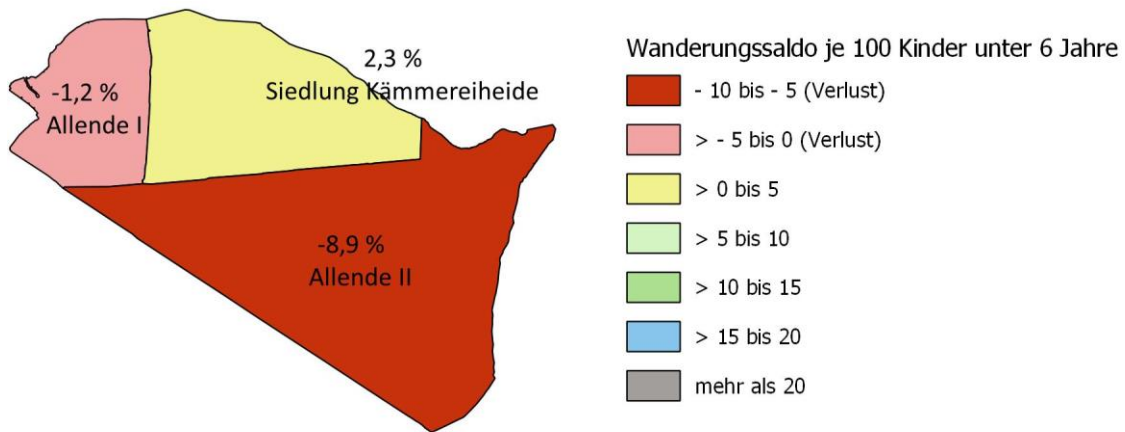 2,3 %
Siedlung Kämmereiheide
-1,2 %
Allende I
-8,9 %
Allende II
Wanderungssaldo je 100 Kinder unter 6 Jahre
- 10 bis - 5 (Verlust)
> - 5 bis 0 (Verlust)
> 0 bis 5
> 5 bis 10
> 10 bis 15
> 15 bis 20
mehr als 20